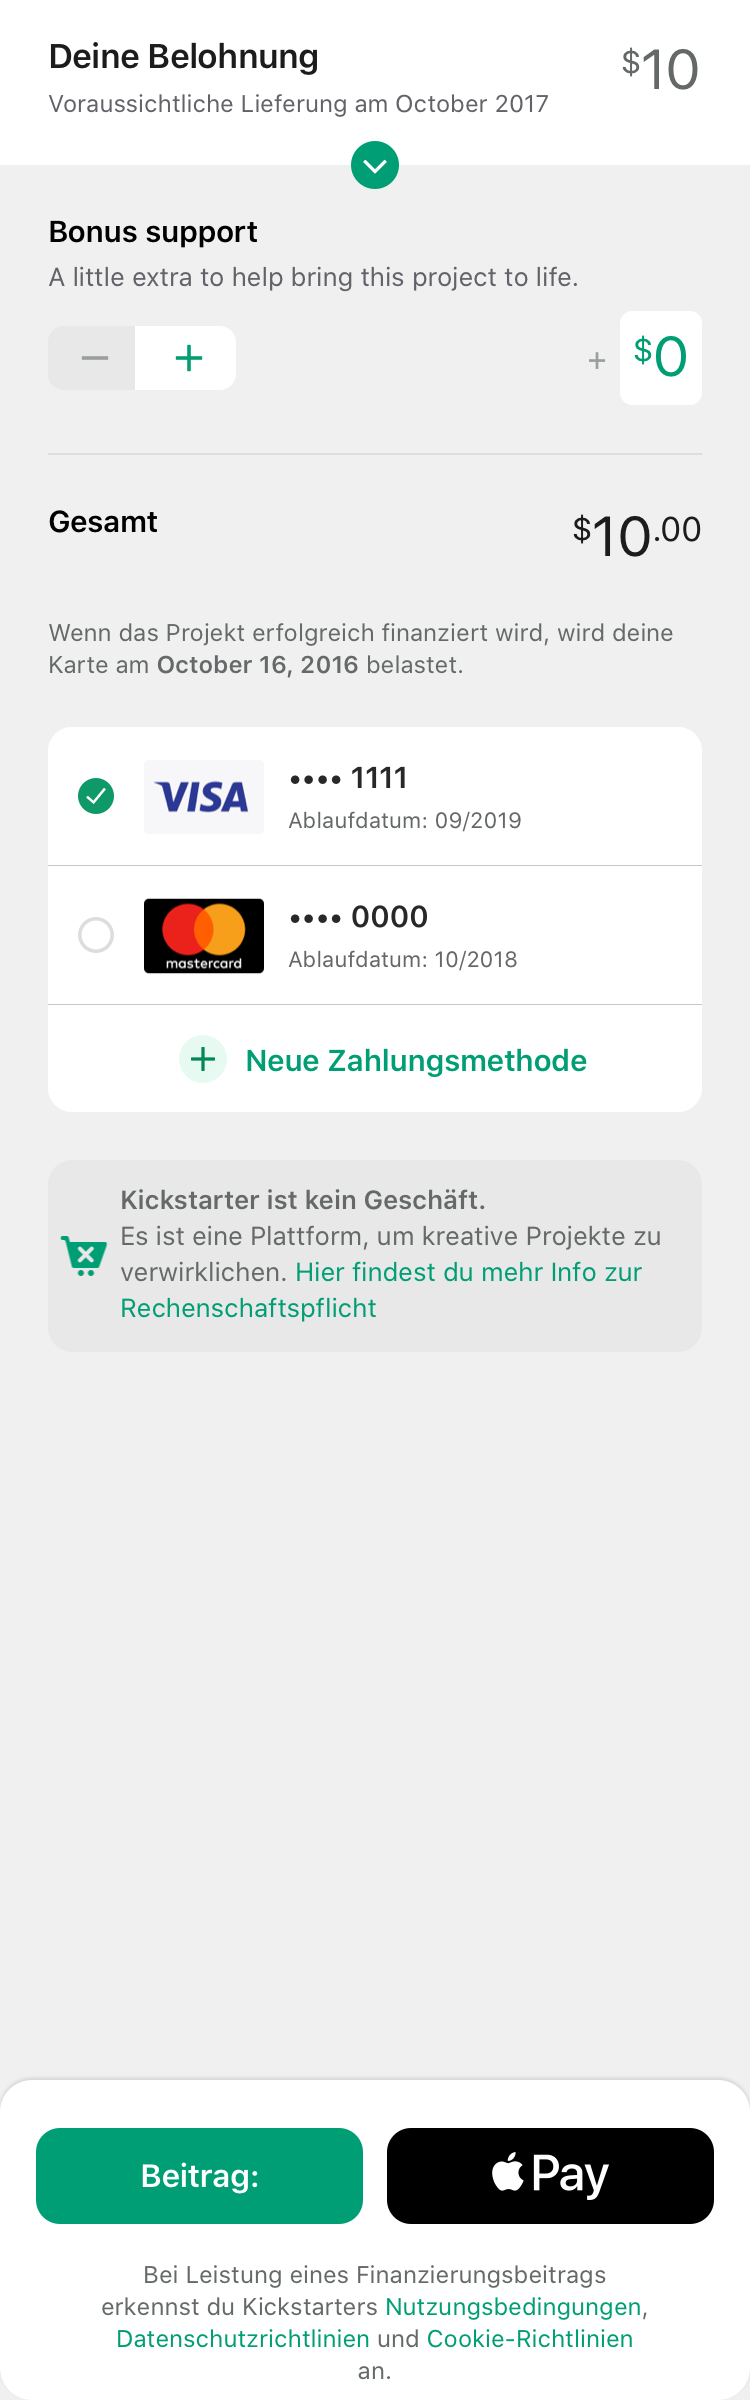 Deine Belohnung
$10
Voraussichtliche Lieferung am October 2017
Bonus support
A little extra to help bring this project to life.
− + + $0
Gesamt
$10.00
Wenn das Projekt erfolgreich finanziert wird, wird deine
Karte am October 16, 2016 belastet.
VISA
•••• 1111
Ablaufdatum: 09/2019
mastercard
•••• 0000
Ablaufdatum: 10/2018
+ Neue Zahlungsmethode
Kickstarter ist kein Geschäft.
Es ist eine Plattform, um kreative Projekte zu
verwirklichen. Hier findest du mehr Info zur
Rechenschaftspflicht
Beitrag:
Pay
Bei Leistung eines Finanzierungsbeitrags
erkennst du Kickstarters Nutzungsbedingungen,
Datenschutzrichtlinien und Cookie-Richtlinien
an.